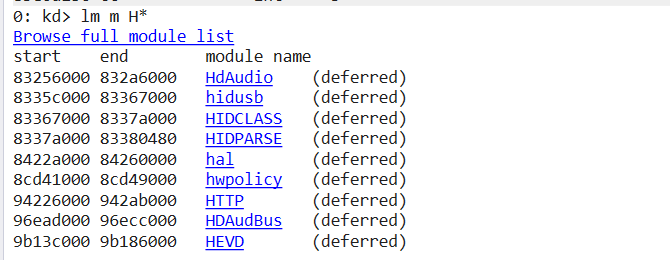 0: kd> lm m H*
Browse full module list
start    end        module name
83256000 832a6000   HdAudio    (deferred)
8335c000 83367000   hidusb     (deferred)
83367000 8337a000   HIDCLASS   (deferred)
8337a000 83380480   HIDPARSE   (deferred)
8422a000 84260000   hal        (deferred)
8cd41000 8cd49000   hwpolicy   (deferred)
94226000 942ab000   HTTP       (deferred)
96ead000 96ecc000   HDAudBus   (deferred)
9b13c000 9b186000   HEVD       (deferred)